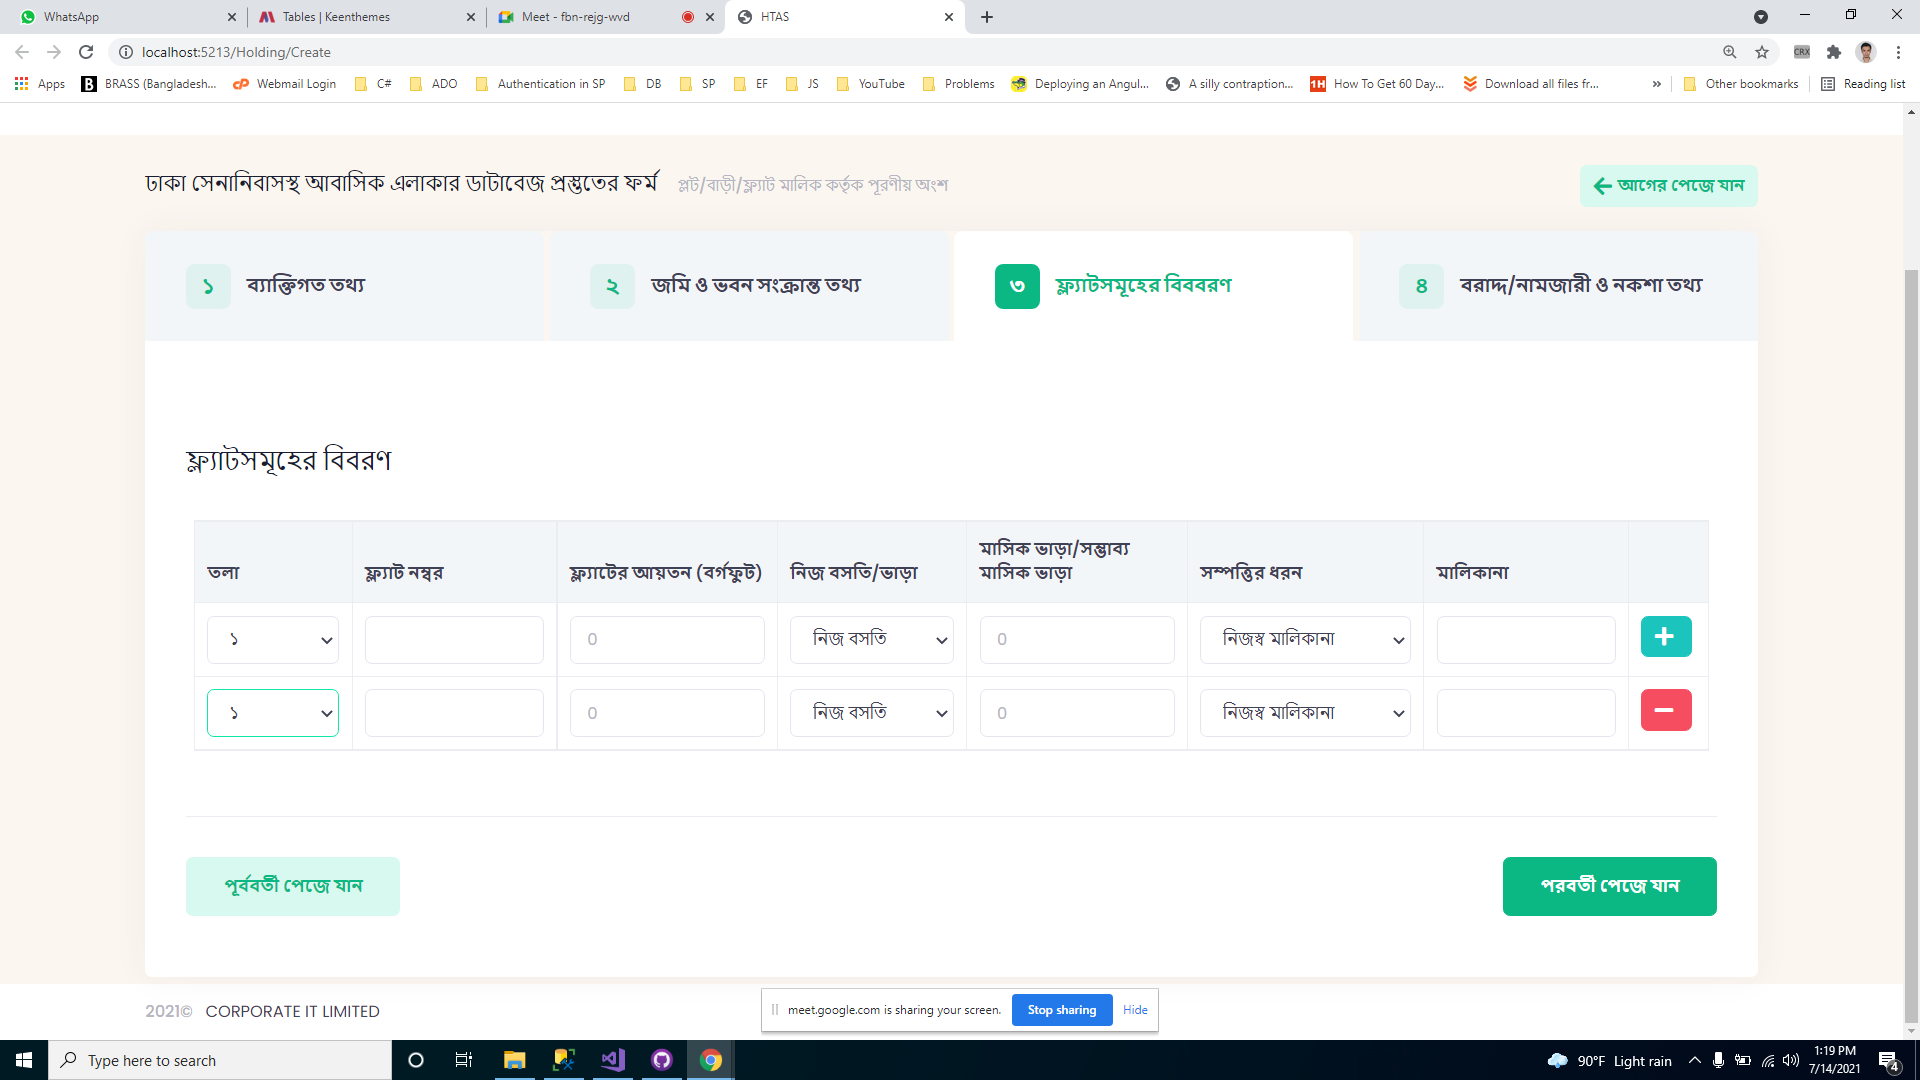 WhatsApp
Tables | Keenthemes
Meet - fbn-rejg-wvd
HTAS
localhost:5213/Holding/Create
CRX
Apps
BRASS (Bangladesh...
Webmail Login
C#
ADO
Authentication in SP
DB
SP
EF
JS
YouTube
Problems
Deploying an Angul...
A silly contraption...
How To Get 60 Day...
Download all files fr...
»
Other bookmarks
Reading list
ঢাকা সেনানিবাসস্থ আবাসিক এলাকার ডাটাবেজ প্রস্তুতের ফর্ম
প্লট/বাড়ী/ফ্ল্যাট মালিক কর্তৃক পূরণীয় অংশ
আগের পেজে যান
১ ব্যাক্তিগত তথ্য
২ জমি ও ভবন সংক্রান্ত তথ্য
৩ ফ্ল্যাটসমূহের বিববরণ
৪ বরাদ্দ/নামজারী ও নকশা তথ্য
ফ্ল্যাটসমূহের বিবরণ
তলা
ফ্ল্যাট নম্বর
ফ্ল্যাটের আয়তন (বর্গফুট)
নিজ বসতি/ভাড়া
মাসিক ভাড়া/সম্ভাব্য
মাসিক ভাড়া
সম্পত্তির ধরন
মালিকানা
১ 0 নিজ বসতি 0 নিজস্ব মালিকানা
১ 0 নিজ বসতি 0 নিজস্ব মালিকানা
পূর্ববর্তী পেজে যান
পরবর্তী পেজে যান
2021© CORPORATE IT LIMITED
meet.google.com is sharing your screen.
Stop sharing
Hide
Type here to search
90°F Light rain
1:19 PM
7/14/2021
4